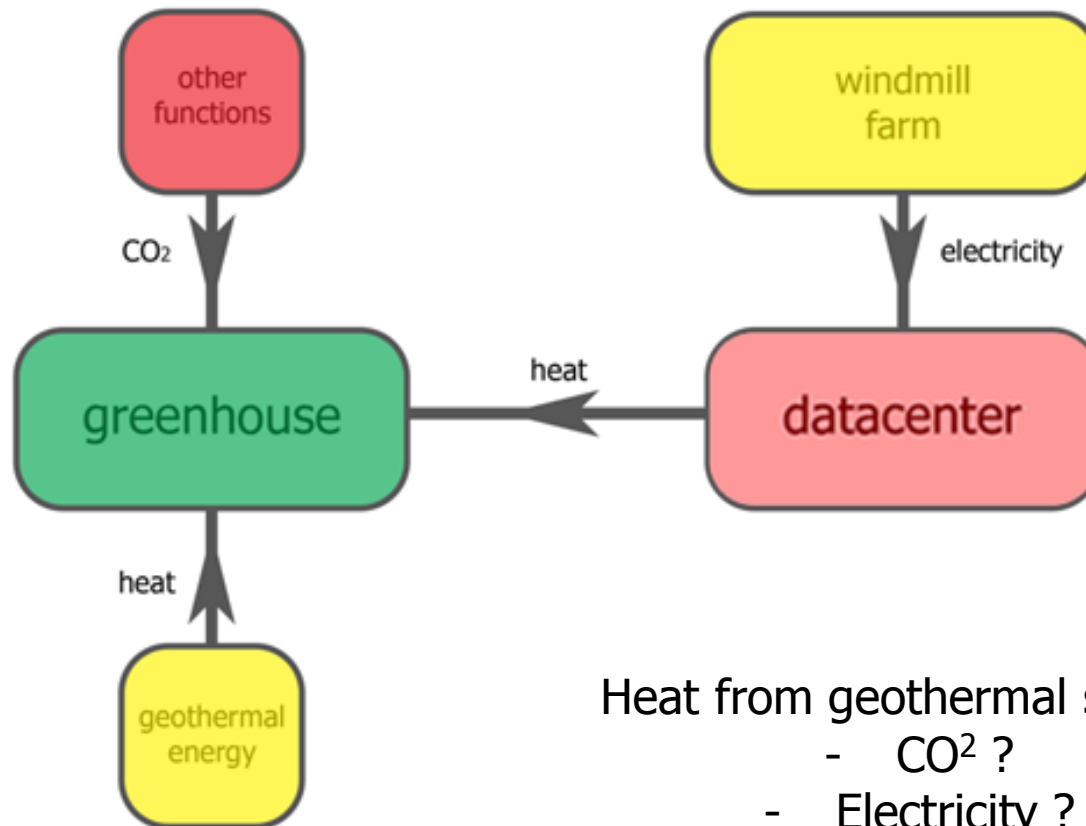 other
functions
windmill
farm
CO₂
electricity
greenhouse
heat
datacenter
heat
geothermal
energy
Heat from geothermal
- CO² ?
- Electricity ?